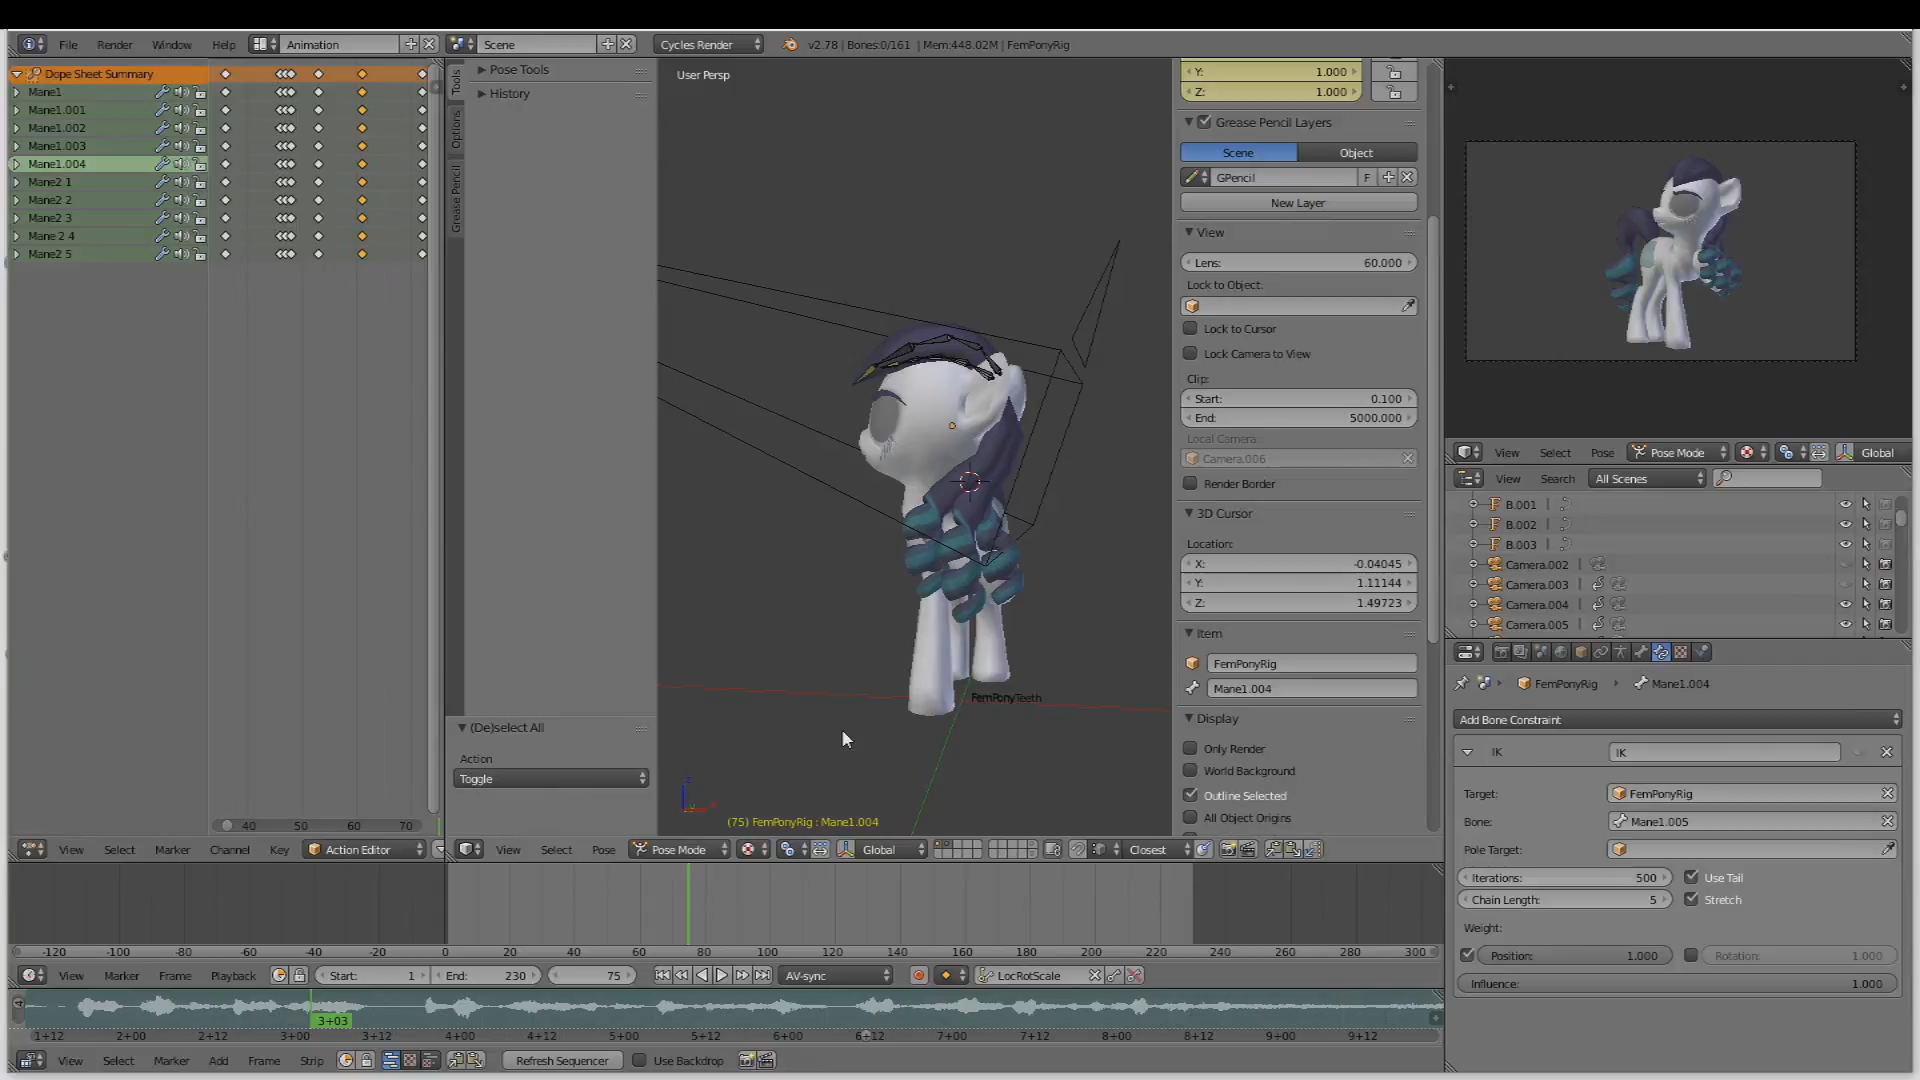 File Render Window Help Animation Scene Cycles Render v2.78 | Bones:0/161 | Mem:448.02M | FemPonyRig
Dope Sheet Summary
Mane1
Mane1.001
Mane1.002
Mane1.003
Mane1.004
Mane2 1
Mane2 2
Mane2 3
Mane 2 4
Mane2 5
40 50 60 70
View Select Marker Channel Key Action Editor
Tools
Options
Grease Pencil
Pose Tools
History
(De)select All
Action
Toggle
User Persp
FemPonyTeeth
(75) FemPonyRig : Mane1.004
View Select Pose Pose Mode Global Closest
Y: 1.000
Z: 1.000
Grease Pencil Layers
Scene Object
GPencil F
New Layer
View
Lens: 60.000
Lock to Object:
Lock to Cursor
Lock Camera to View
Clip:
Start: 0.100
End: 5000.000
Local Camera:
Camera.006
Render Border
3D Cursor
Location:
X: -0.04045
Y: 1.11144
Z: 1.49723
Item
FemPonyRig
Mane1.004
Display
Only Render
World Background
Outline Selected
All Object Origins
View Select Pose Pose Mode Global
View Search All Scenes
B.001
B.002
B.003
Camera.002
Camera.003
Camera.004
Camera.005
FemPonyRig Mane1.004
Add Bone Constraint
IK IK
Target: FemPonyRig
Bone: Mane1.005
Pole Target:
Iterations: 500 Use Tail
Chain Length: 5 Stretch
Weight:
Position: 1.000 Rotation: 1.000
Influence: 1.000
-120 -100 -80 -60 -40 -20 0 20 40 60 80 100 120 140 160 180 200 220 240 260 280 300
View Marker Frame Playback Start: 1 End: 230 75 AV-sync LocRotScale
3+03
1+12 2+00 2+12 3+00 3+12 4+00 4+12 5+00 5+12 6+00 6+12 7+00 7+12 8+00 8+12 9+00 9+12
View Select Marker Add Frame Strip Refresh Sequencer Use Backdrop